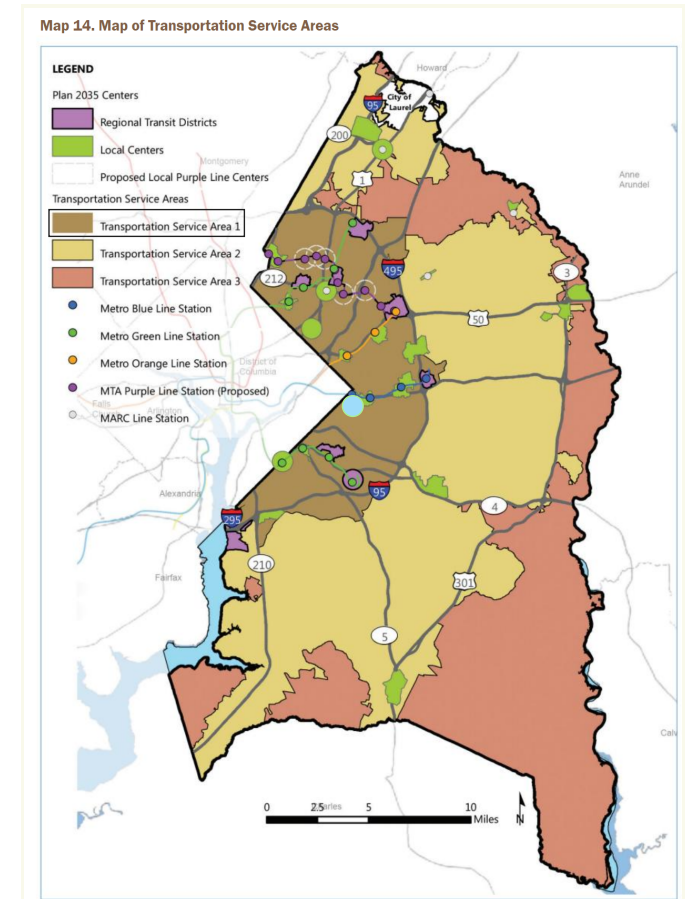 Map 14. Map of Transportation Service Areas
LEGEND
Plan 2035 Centers
Regional Transit Districts
Local Centers
Proposed Local Purple Line Centers
Transportation Service Areas
Transportation Service Area 1
Transportation Service Area 2
Transportation Service Area 3
Metro Blue Line Station
Metro Green Line Station
Metro Orange Line Station
MTA Purple Line Station (Proposed)
MARC Line Station
Howard
95
City of
Laurel
200
Montgomery
1
Anne
Arundel
212
495
3
50
District of
Columbia
Falls
Arlington
Alexandria
95
4
295
210
Fairfax
301
5
Calv
0
2.5
5
10
Miles
N